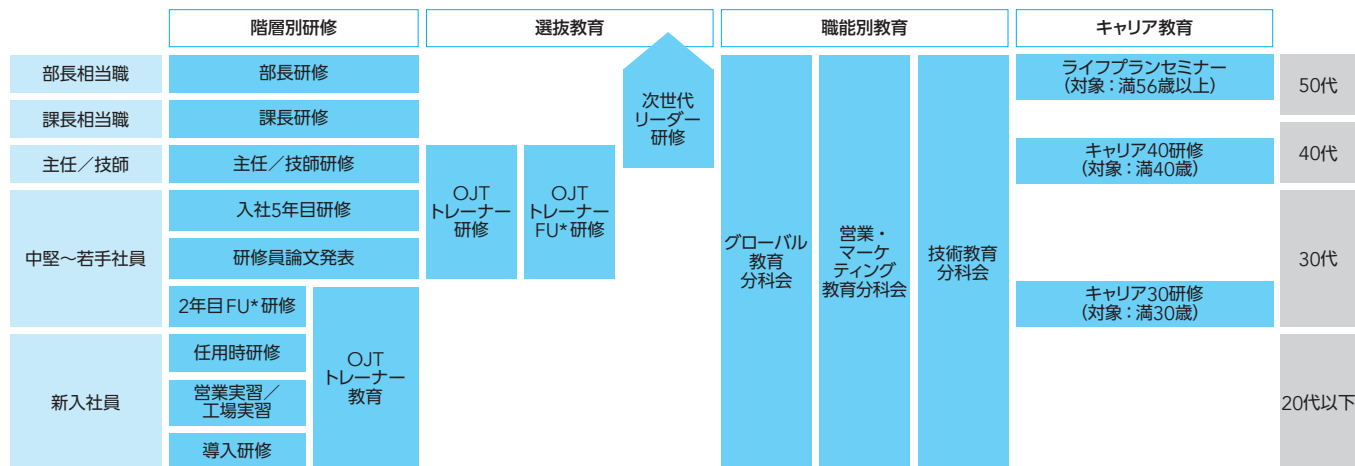 階層別研修
選抜教育
職能別教育
キャリア教育
部長相当職
部長研修
課長相当職
課長研修
主任／技師
主任／技師研修
中堅～若手社員
入社5年目研修
研修員論文発表
2年目FU*研修
新入社員
任用時研修
営業実習／
工場実習
導入研修
OJT
トレーナー
教育
OJT
トレーナー
研修
OJT
トレーナー
FU*研修
次世代
リーダー
研修
グローバル
教育
分科会
営業・
マーケ
ティング
教育分科会
技術教育
分科会
ライフプランセミナー
（対象：満56歳以上）
キャリア40研修
（対象：満40歳）
キャリア30研修
（対象：満30歳）
50代
40代
30代
20代以下